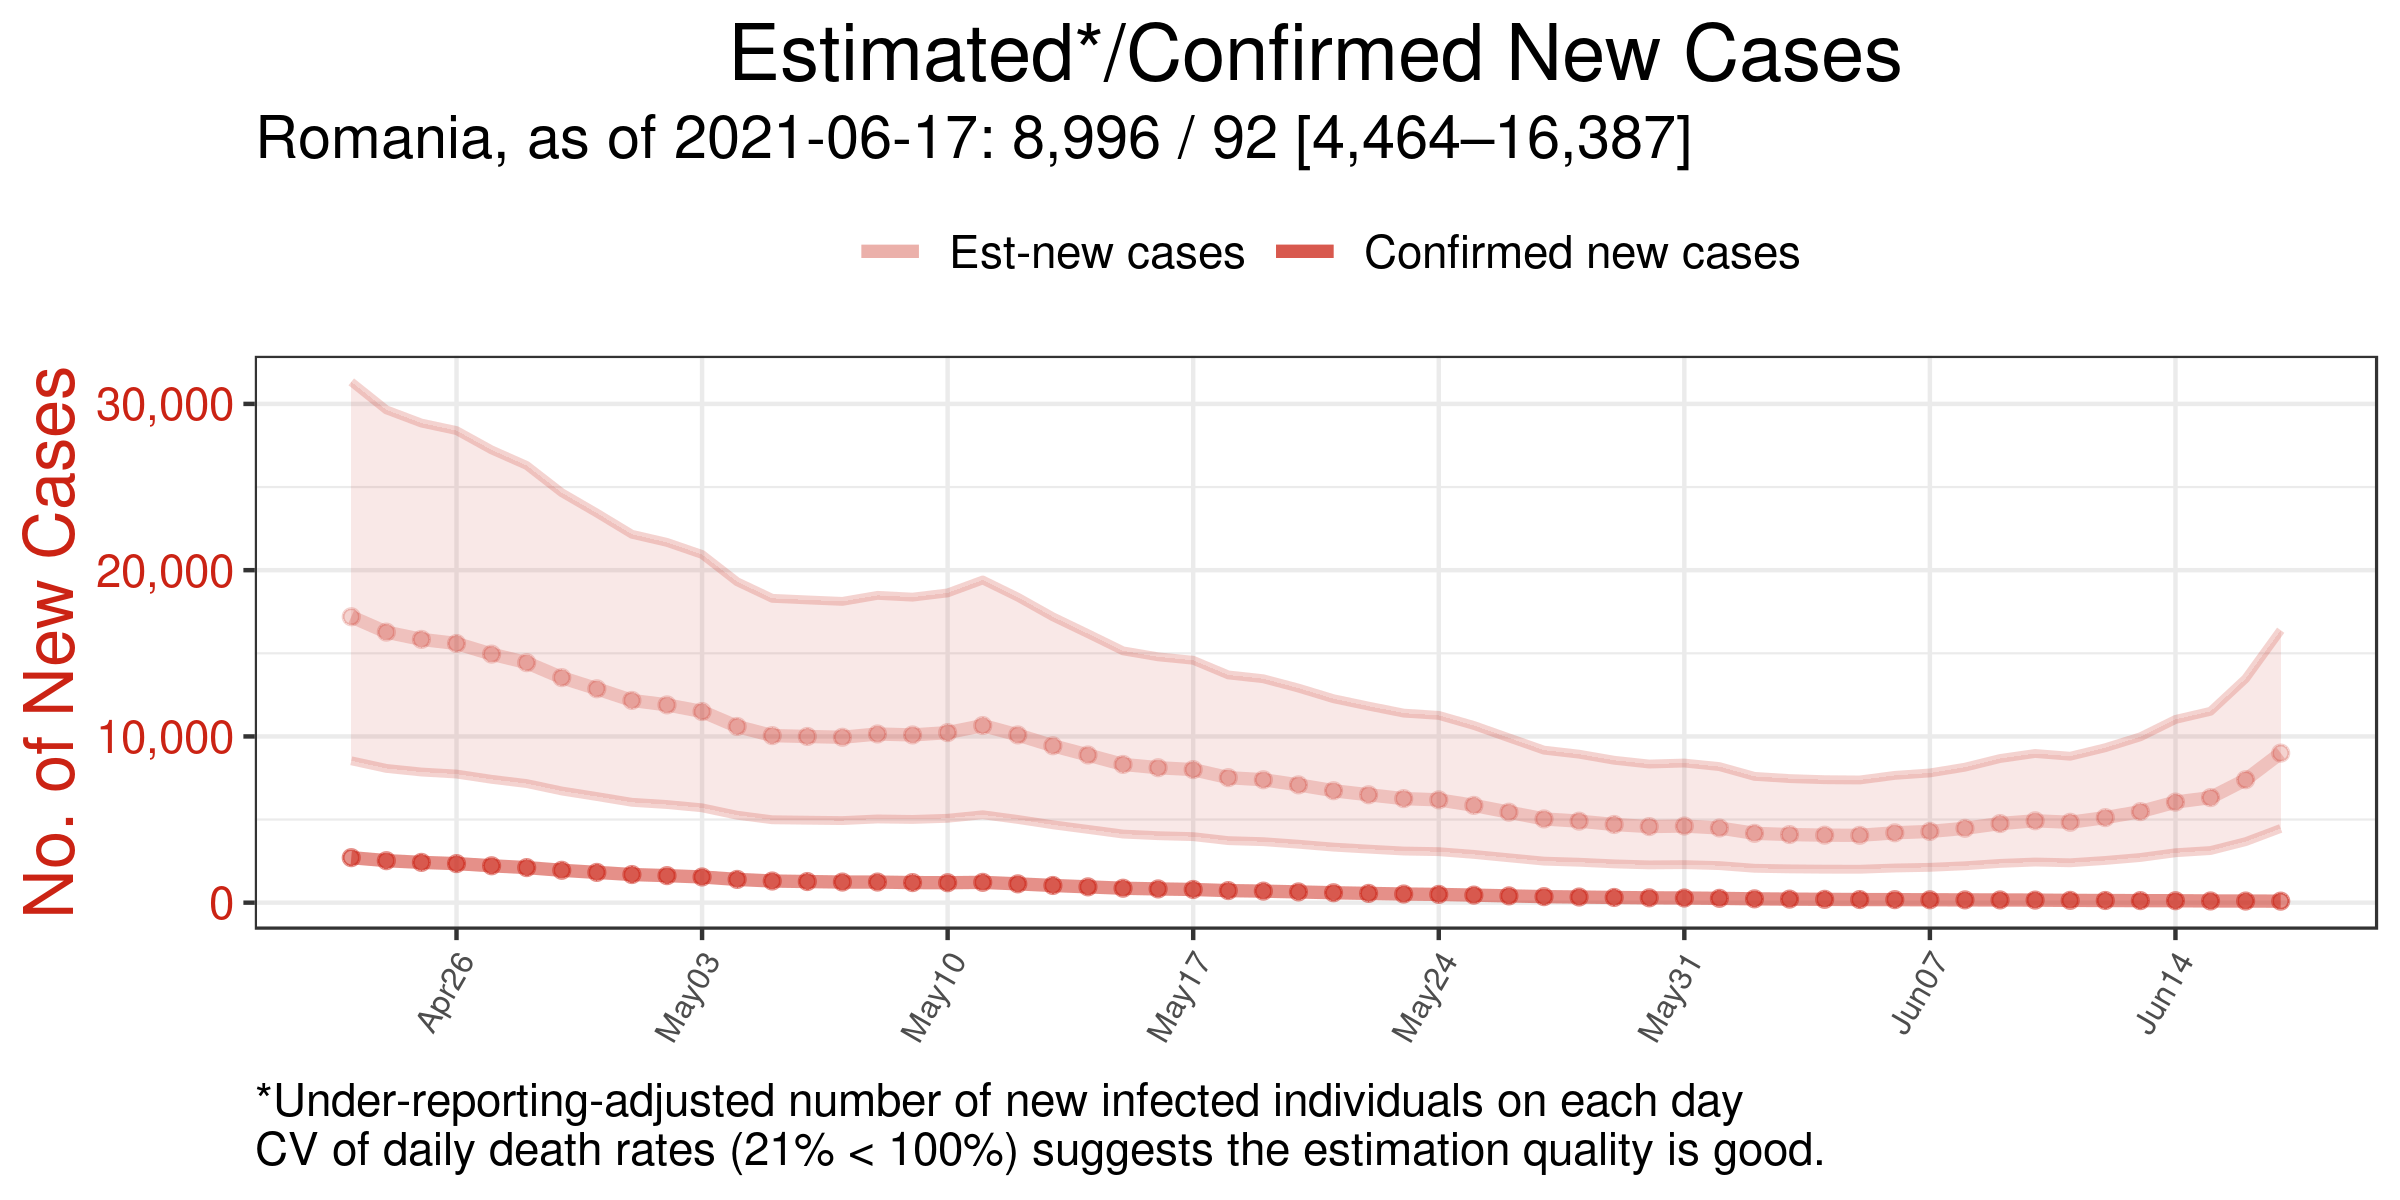 Estimated*/Confirmed New Cases
Romania, as of 2021-06-17: 8,996 / 92 [4,464–16,387]
Est-new cases
Confirmed new cases
No. of New Cases
30,000
20,000
10,000
0
Apr26
May03
May10
May17
May24
May31
Jun07
Jun14
*Under-reporting-adjusted number of new infected individuals on each day
CV of daily death rates (21% < 100%) suggests the estimation quality is good.